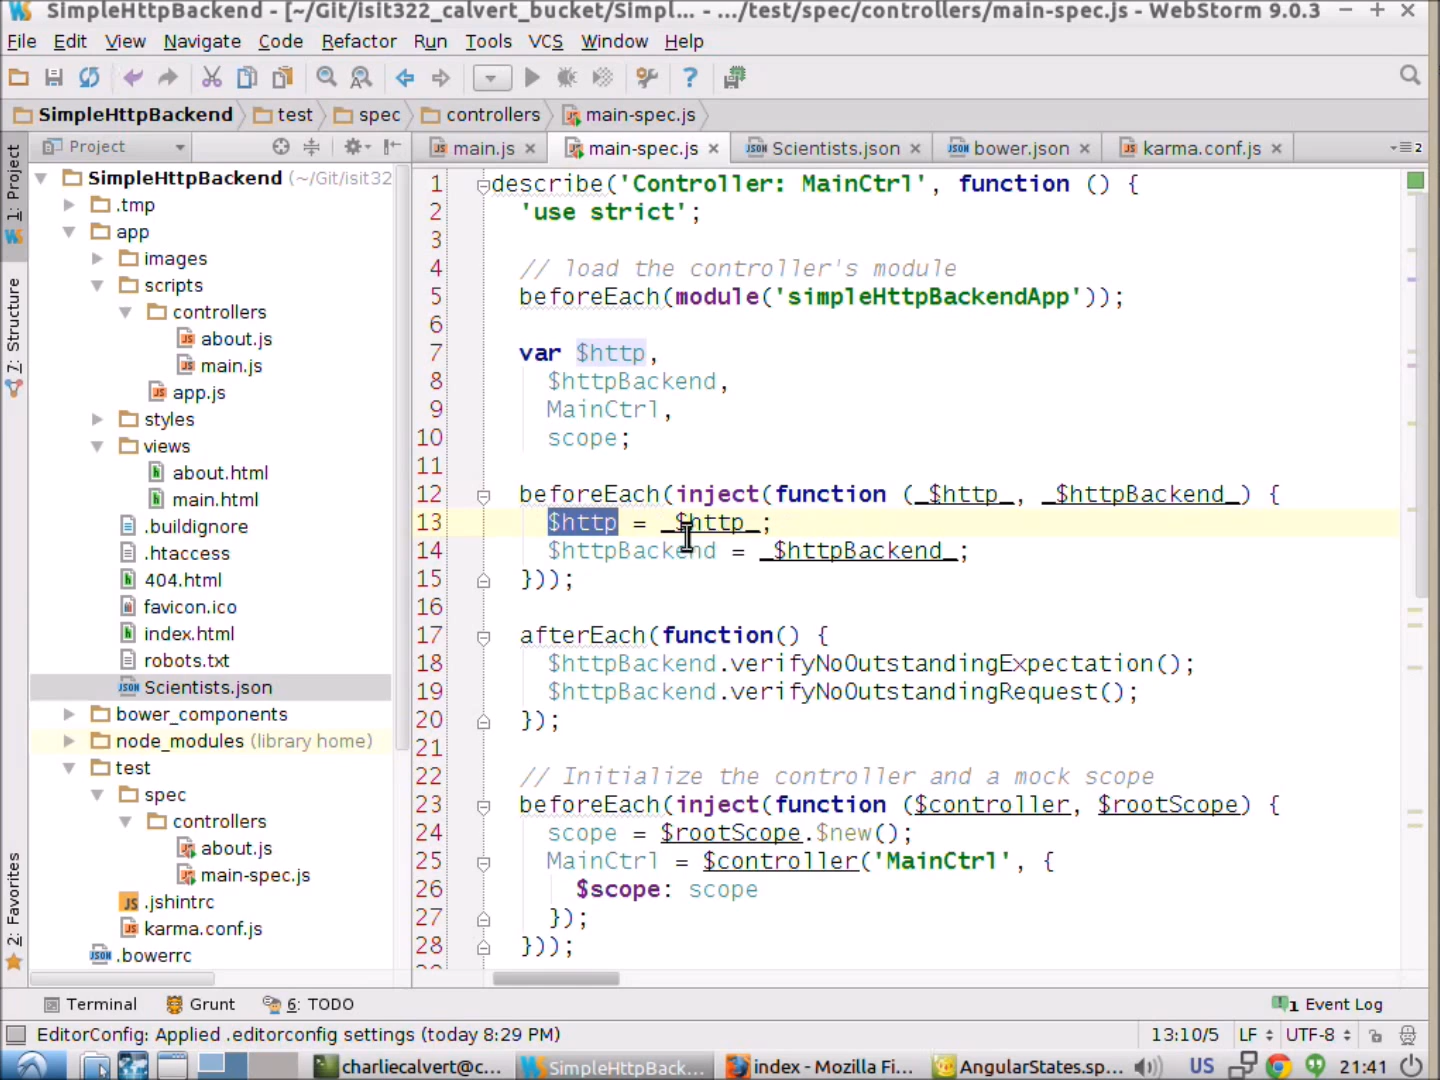 SimpleHttpBackend - [~/Git/isit322_calvert_bucket/Simpl... - .../test/spec/controllers/main-spec.js - WebStorm 9.0.3
File Edit View Navigate Code Refactor Run Tools VCS Window Help
SimpleHttpBackend test spec controllers main-spec.js
Project
main.js main-spec.js Scientists.json bower.json karma.conf.js 2
1: Project
7: Structure
2: Favorites
SimpleHttpBackend (~/Git/isit32
.tmp
app
images
scripts
controllers
about.js
main.js
app.js
styles
views
about.html
main.html
.buildignore
.htaccess
404.html
favicon.ico
index.html
robots.txt
Scientists.json
bower_components
node_modules (library home)
test
spec
controllers
about.js
main-spec.js
.jshintrc
karma.conf.js
.bowerrc
1 describe('Controller: MainCtrl', function () {
2 'use strict';
3
4 // load the controller's module
5 beforeEach(module('simpleHttpBackendApp'));
6
7 var $http,
8 $httpBackend,
9 MainCtrl,
10 scope;
11
12 beforeEach(inject(function (_$http_, _$httpBackend_) {
13 $http = _$http_;
14 $httpBackend = _$httpBackend_;
15 }));
16
17 afterEach(function() {
18 $httpBackend.verifyNoOutstandingExpectation();
19 $httpBackend.verifyNoOutstandingRequest();
20 });
21
22 // Initialize the controller and a mock scope
23 beforeEach(inject(function ($controller, $rootScope) {
24 scope = $rootScope.$new();
25 MainCtrl = $controller('MainCtrl', {
26 $scope: scope
27 });
28 }));
Terminal Grunt 6: TODO 1 Event Log
EditorConfig: Applied .editorconfig settings (today 8:29 PM) 13:10/5 LF UTF-8
charliecalvert@c... SimpleHttpBack... index - Mozilla Fi... AngularStates.sp... US 21:41